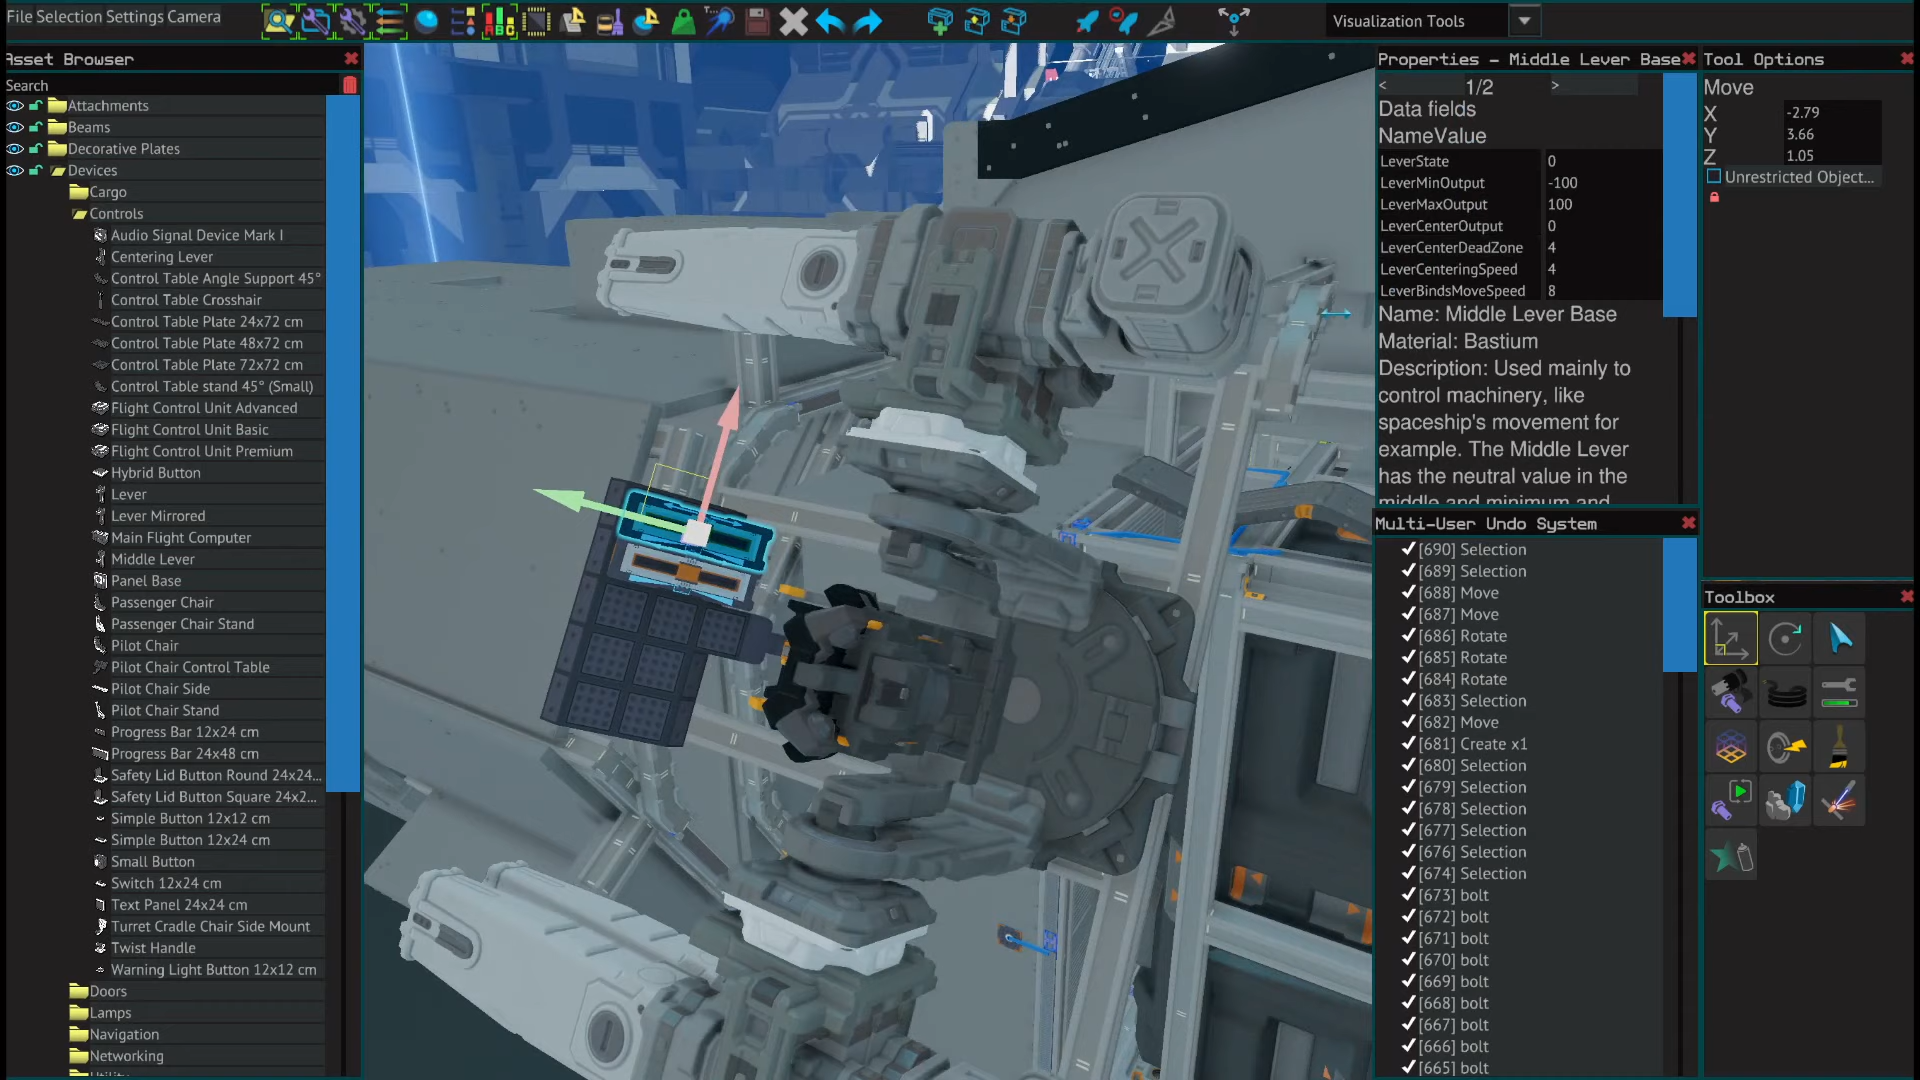 File Selection Settings Camera
ABC
Visualization Tools
Asset Browser
Search
Attachments
Beams
Decorative Plates
Devices
Cargo
Controls
Audio Signal Device Mark I
Centering Lever
Control Table Angle Support 45°
Control Table Crosshair
Control Table Plate 24x72 cm
Control Table Plate 48x72 cm
Control Table Plate 72x72 cm
Control Table stand 45° (Small)
Flight Control Unit Advanced
Flight Control Unit Basic
Flight Control Unit Premium
Hybrid Button
Lever
Lever Mirrored
Main Flight Computer
Middle Lever
Panel Base
Passenger Chair
Passenger Chair Stand
Pilot Chair
Pilot Chair Control Table
Pilot Chair Side
Pilot Chair Stand
Progress Bar 12x24 cm
Progress Bar 24x48 cm
Safety Lid Button Round 24x24...
Safety Lid Button Square 24x2...
Simple Button 12x12 cm
Simple Button 12x24 cm
Small Button
Switch 12x24 cm
Text Panel 24x24 cm
Turret Cradle Chair Side Mount
Twist Handle
Warning Light Button 12x12 cm
Doors
Lamps
Navigation
Networking
Properties - Middle Lever Base
< 1/2 >
Data fields
NameValue
LeverState 0
LeverMinOutput -100
LeverMaxOutput 100
LeverCenterOutput 0
LeverCenterDeadZone 4
LeverCenteringSpeed 4
LeverBindsMoveSpeed 8
Name: Middle Lever Base
Material: Bastium
Description: Used mainly to
control machinery, like
spaceship's movement for
example. The Middle Lever
has the neutral value in the
middle and minimum and
Multi-User Undo System
[690] Selection
[689] Selection
[688] Move
[687] Move
[686] Rotate
[685] Rotate
[684] Rotate
[683] Selection
[682] Move
[681] Create x1
[680] Selection
[679] Selection
[678] Selection
[677] Selection
[676] Selection
[674] Selection
[673] bolt
[672] bolt
[671] bolt
[670] bolt
[669] bolt
[668] bolt
[667] bolt
[666] bolt
[665] bolt
Tool Options
Move
X -2.79
Y 3.66
Z 1.05
Unrestricted Object...
Toolbox